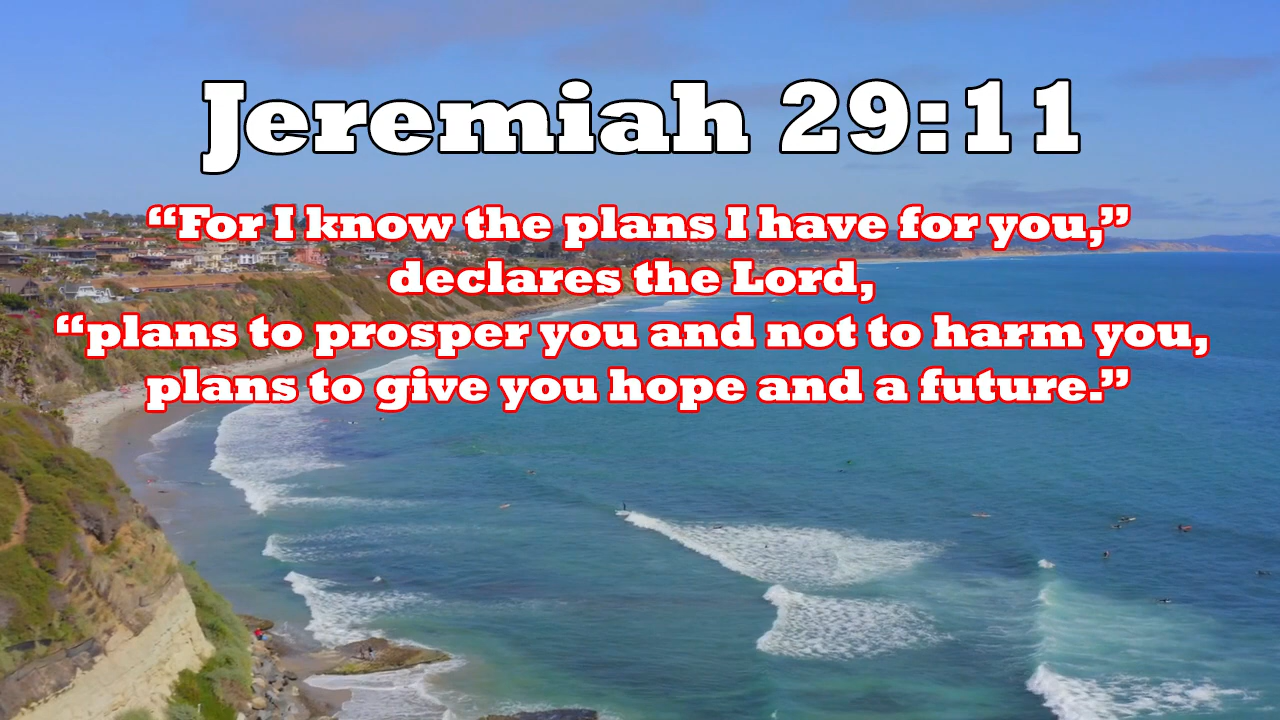 Jeremiah 29:11
“For I know the plans I have for you,”
declares the Lord,
“plans to prosper you and not to harm you,
plans to give you hope and a future.”